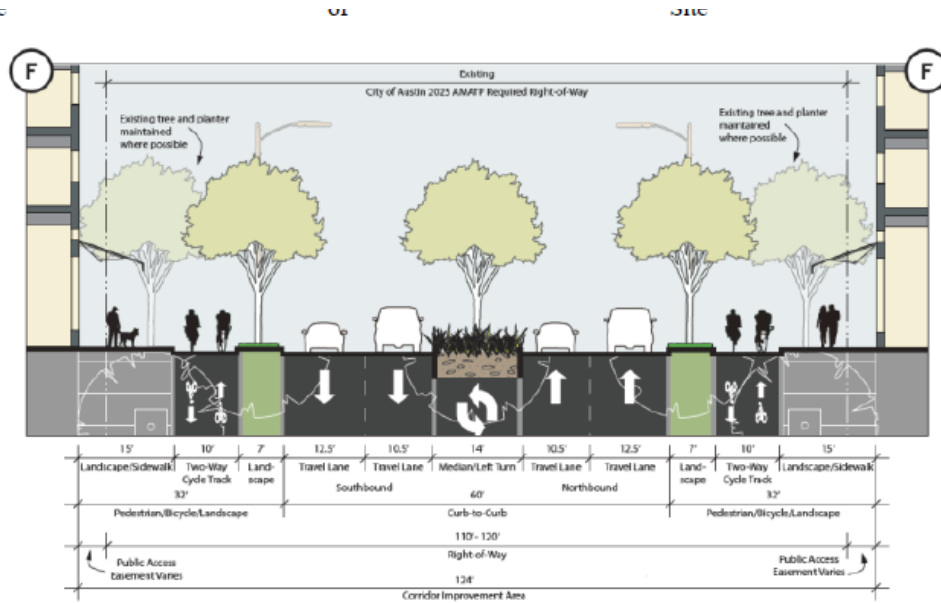 Site
F
F
Existing
City of Austin 2025 AMATP Required Right-of-Way
Existing tree and planter
maintained
where possible
Existing tree and planter
maintained
where possible
15' 10' 7' 12.5' 10.5' 14' 10.5' 12.5' 7' 10' 15'
Landscape/Sidewalk Two-Way Land- Travel Lane Travel Lane Median/Left Turn Travel Lane Travel Lane Land- Two-Way Landscape/Sidewalk
Cycle Track scape scape Cycle Track
Southbound Northbound
32' 60' 32'
Pedestrian/Bicycle/Landscape Curb-to-Curb Pedestrian/Bicycle/Landscape
110'- 120'
Right-of-Way
Public Access
Easement Varies
Public Access
Easement Varies
124'
Corridor Improvement Area